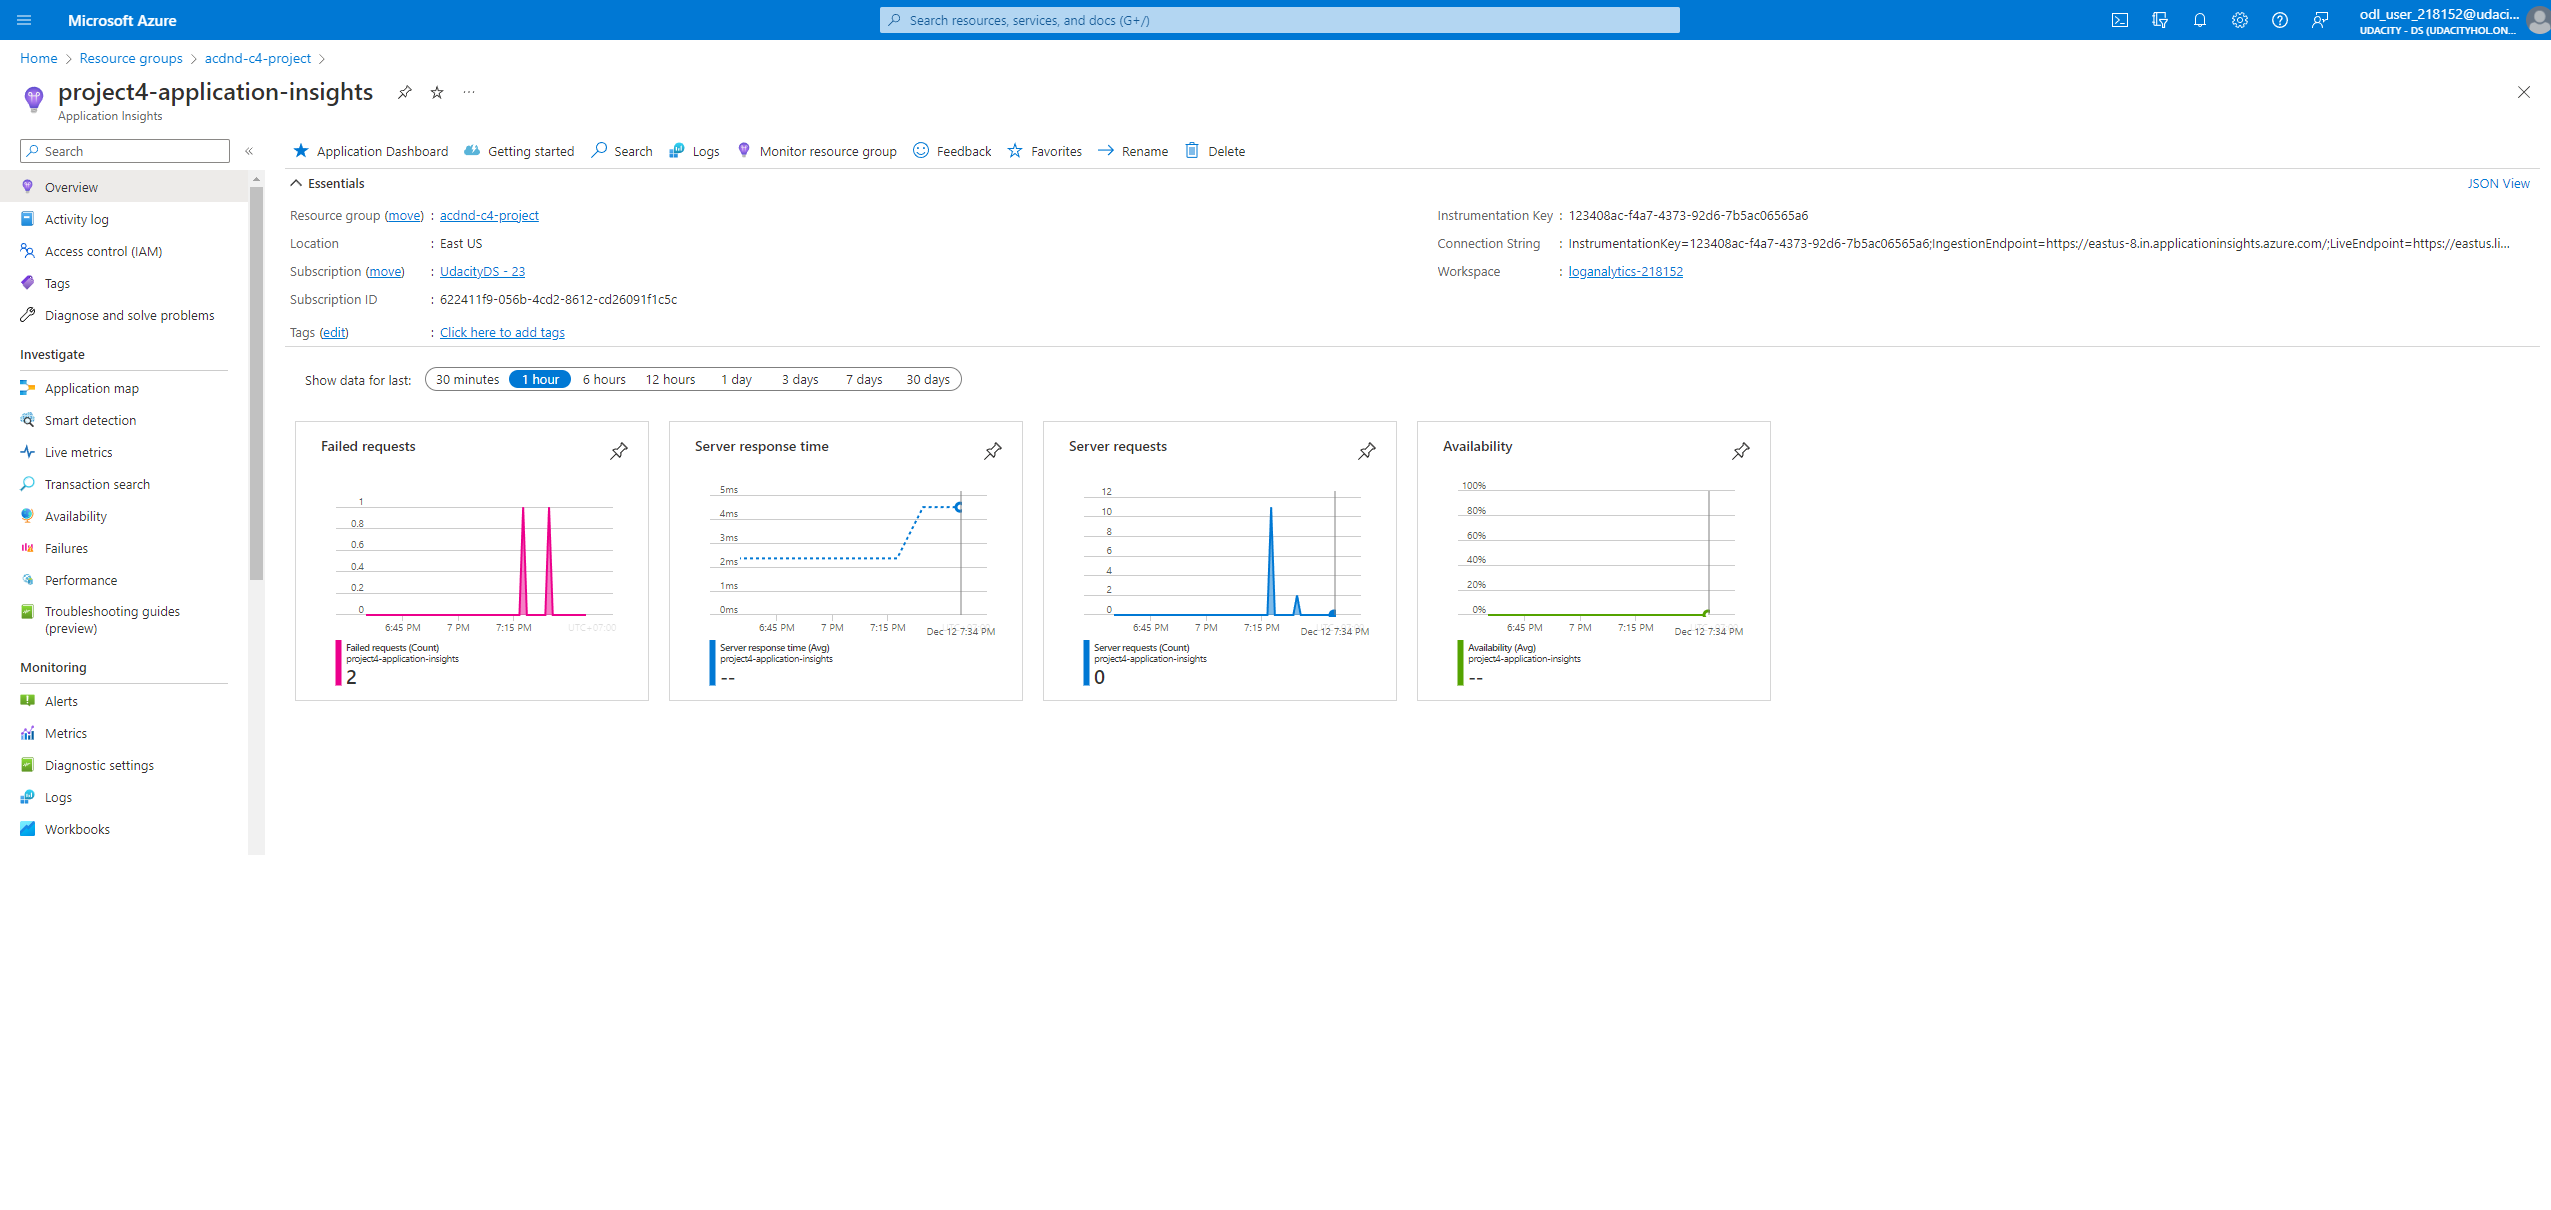 Microsoft Azure
Search resources, services, and docs (G+/)
odl_user_218152@udaci...
UDACITY - DS (UDACITYHOL.ON...
Home > Resource groups > acdnd-c4-project >
project4-application-insights
Application Insights
Search
Application Dashboard Getting started Search Logs Monitor resource group Feedback Favorites Rename Delete
Overview
Activity log
Access control (IAM)
Tags
Diagnose and solve problems
Investigate
Application map
Smart detection
Live metrics
Transaction search
Availability
Failures
Performance
Troubleshooting guides
(preview)
Monitoring
Alerts
Metrics
Diagnostic settings
Logs
Workbooks
Essentials
JSON View
Resource group (move) : acdnd-c4-project
Location : East US
Subscription (move) : UdacityDS - 23
Subscription ID : 622411f9-056b-4cd2-8612-cd26091f1c5c
Tags (edit) : Click here to add tags
Instrumentation Key : 123408ac-f4a7-4373-92d6-7b5ac06565a6
Connection String : InstrumentationKey=123408ac-f4a7-4373-92d6-7b5ac06565a6;IngestionEndpoint=https://eastus-8.in.applicationinsights.azure.com/;LiveEndpoint=https://eastus.li...
Workspace : loganalytics-218152
Show data for last: 30 minutes 1 hour 6 hours 12 hours 1 day 3 days 7 days 30 days
Failed requests
1
0.8
0.6
0.4
0.2
0
6:45 PM 7 PM 7:15 PM UTC+07:00
Failed requests (Count)
project4-application-insights
2
Server response time
5ms
4ms
3ms
2ms
1ms
0ms
6:45 PM 7 PM 7:15 PM
Dec 12 7:34 PM
Server response time (Avg)
project4-application-insights
--
Server requests
12
10
8
6
4
2
0
6:45 PM 7 PM 7:15 PM
Dec 12 7:34 PM
Server requests (Count)
project4-application-insights
0
Availability
100%
80%
60%
40%
20%
0%
6:45 PM 7 PM 7:15 PM
Dec 12 7:34 PM
Availability (Avg)
project4-application-insights
--